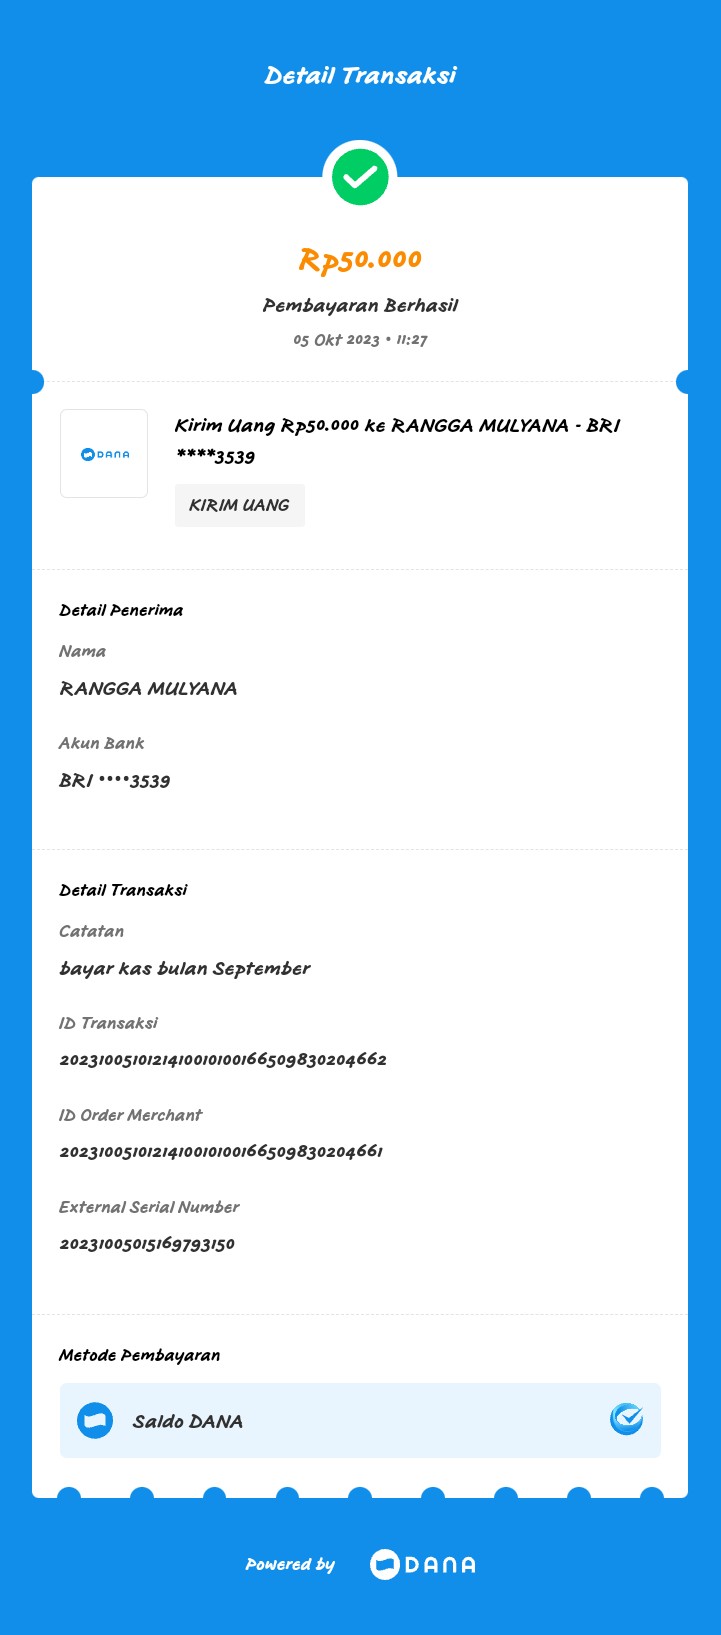 Detail Transaksi
Rp50.000
Pembayaran Berhasil
05 Okt 2023 • 11:27
DANA
Kirim Uang Rp50.000 ke RANGGA MULYANA - BRI
****3539
KIRIM UANG
Detail Penerima
Nama
RANGGA MULYANA
Akun Bank
BRI ••••3539
Detail Transaksi
Catatan
bayar kas bulan September
ID Transaksi
2023100510121410010100166509830204662
ID Order Merchant
2023100510121410010100166509830204661
External Serial Number
20231005015169793150
Metode Pembayaran
Saldo DANA
Powered by DANA